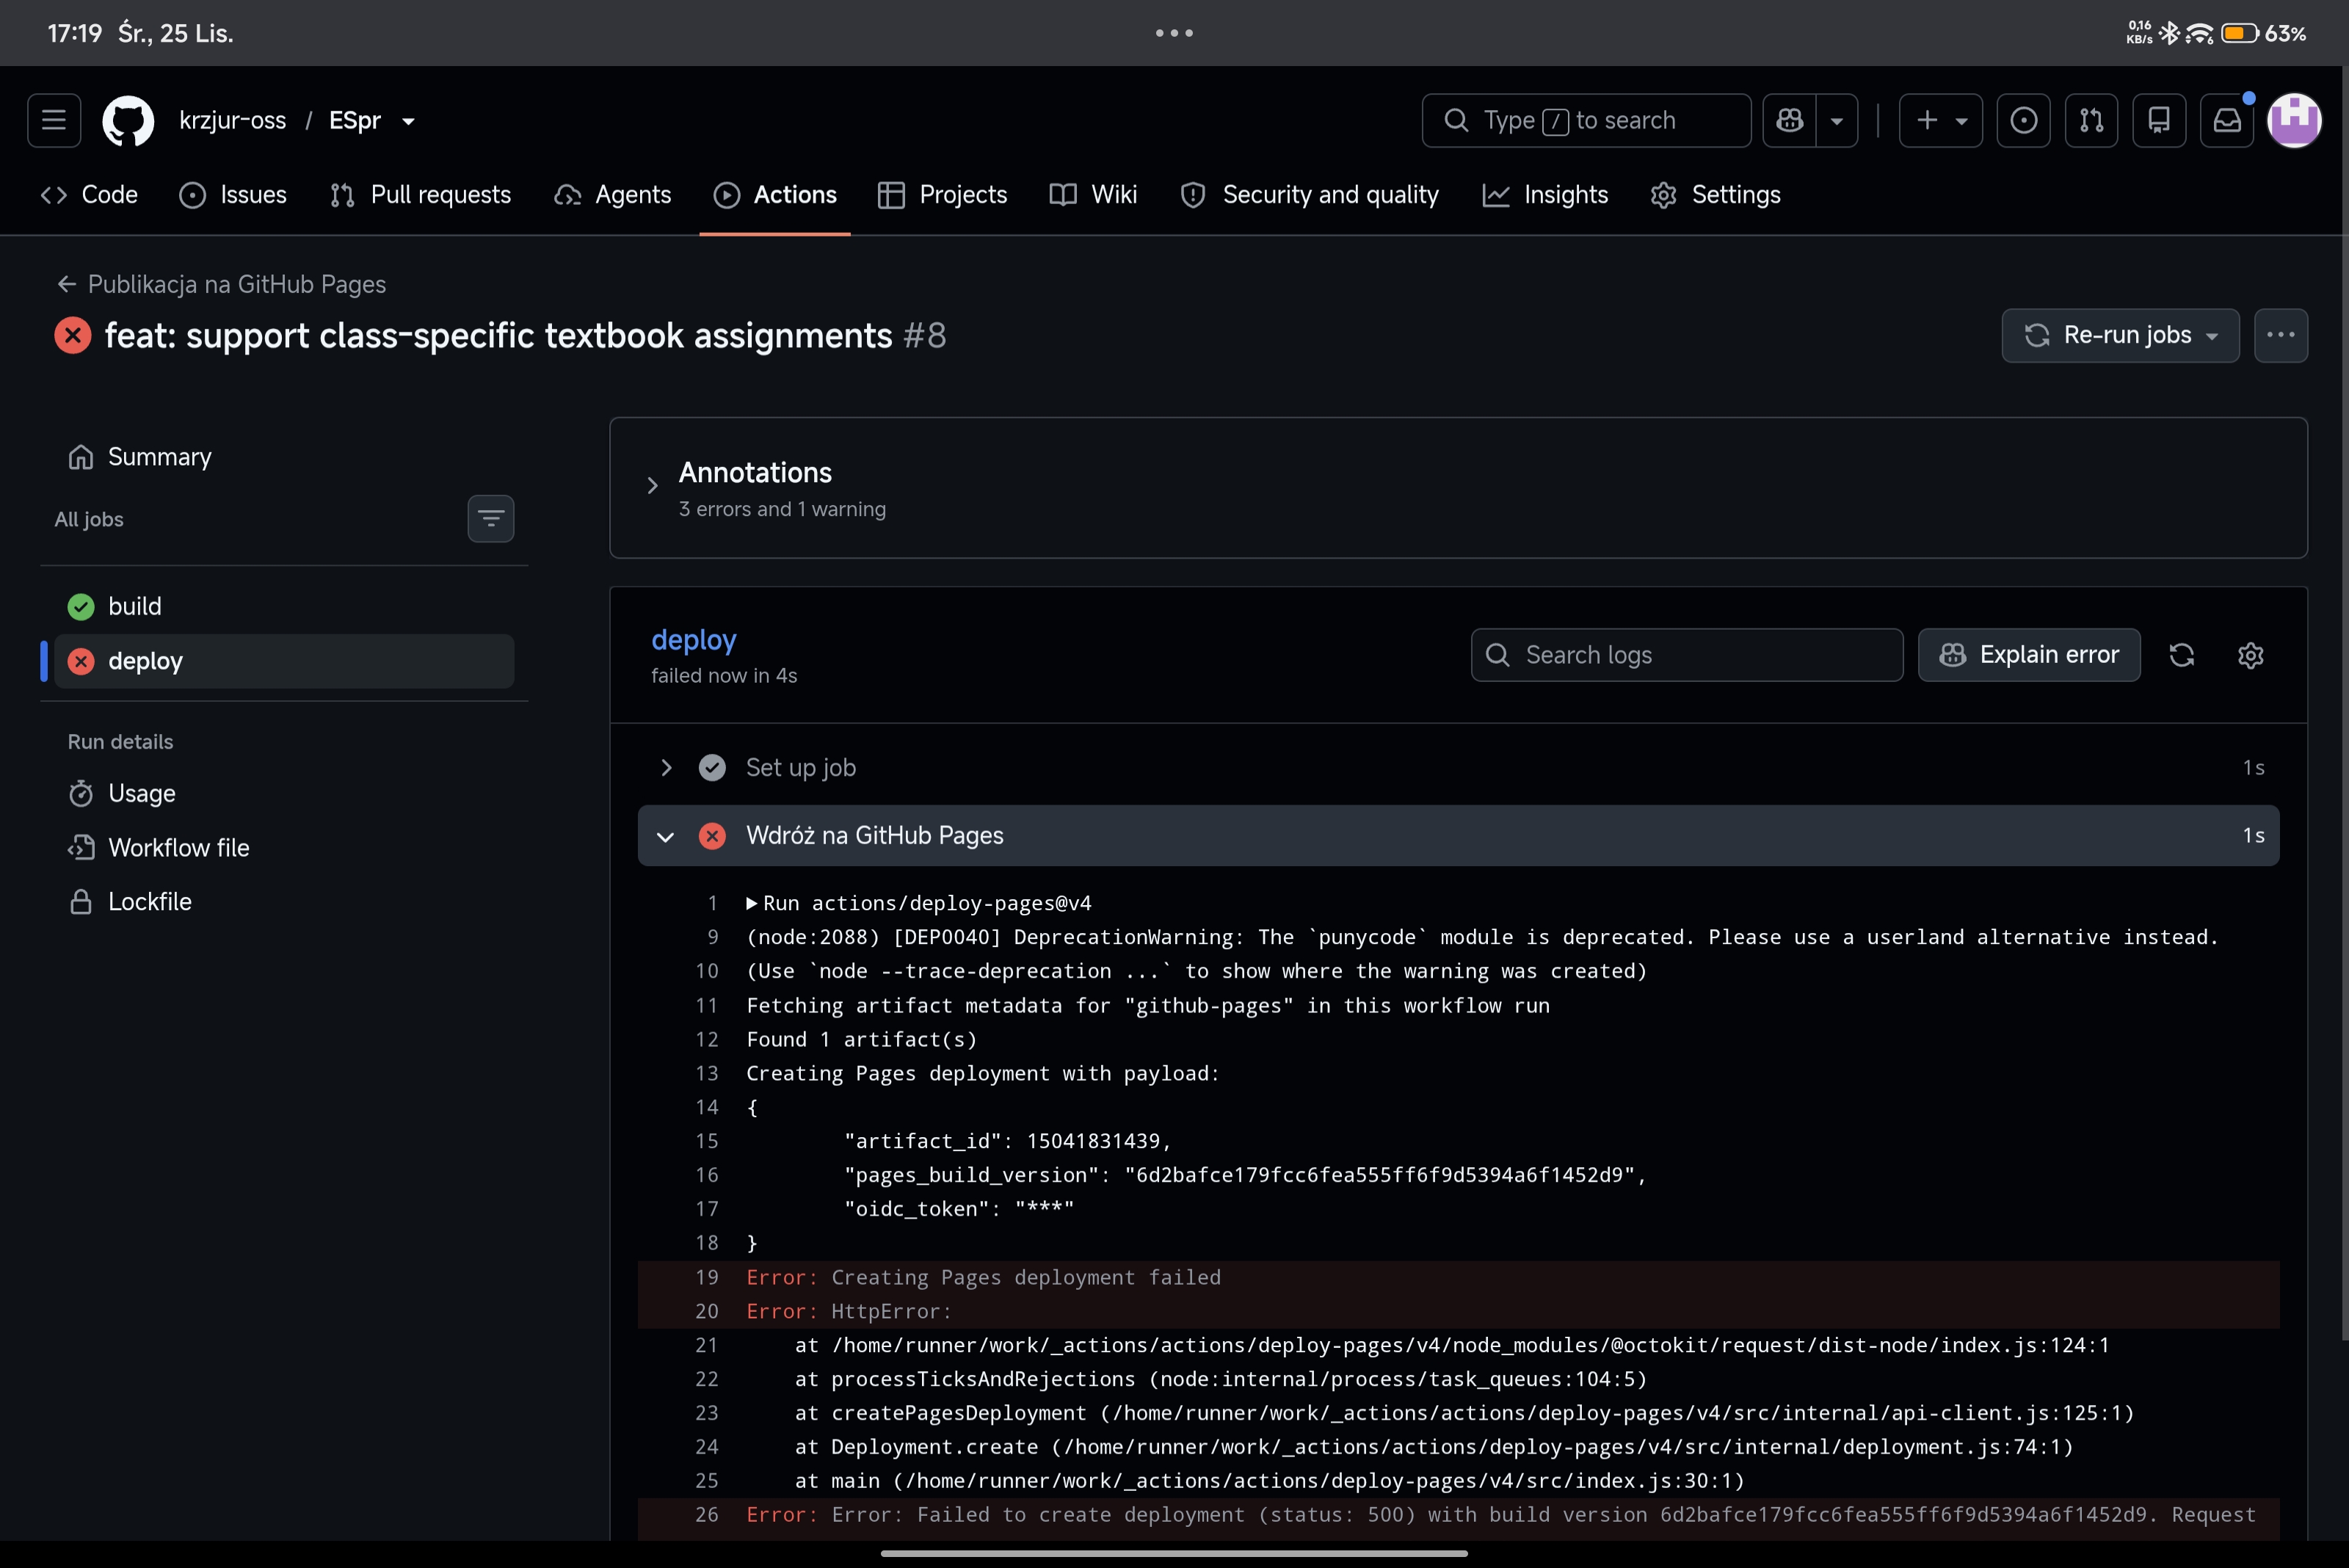 17:19 Śr., 25 Lis.
0,16 KB/s
6
63%
krzjur-oss / ESpr
Type / to search
Code
Issues
Pull requests
Agents
Actions
Projects
Wiki
Security and quality
Insights
Settings
← Publikacja na GitHub Pages
feat: support class-specific textbook assignments #8
Re-run jobs
Summary
All jobs
build
deploy
Run details
Usage
Workflow file
Lockfile
Annotations
3 errors and 1 warning
deploy
failed now in 4s
Search logs
Explain error
Set up job 1s
Wdróż na GitHub Pages 1s
1 Run actions/deploy-pages@v4
9 (node:2088) [DEP0040] DeprecationWarning: The `punycode` module is deprecated. Please use a userland alternative instead.
10 (Use `node --trace-deprecation ...` to show where the warning was created)
11 Fetching artifact metadata for "github-pages" in this workflow run
12 Found 1 artifact(s)
13 Creating Pages deployment with payload:
14 {
15 "artifact_id": 15041831439,
16 "pages_build_version": "6d2bafce179fcc6fea555ff6f9d5394a6f1452d9",
17 "oidc_token": "***"
18 }
19 Error: Creating Pages deployment failed
20 Error: HttpError:
21 at /home/runner/work/_actions/actions/deploy-pages/v4/node_modules/@octokit/request/dist-node/index.js:124:1
22 at processTicksAndRejections (node:internal/process/task_queues:104:5)
23 at createPagesDeployment (/home/runner/work/_actions/actions/deploy-pages/v4/src/internal/api-client.js:125:1)
24 at Deployment.create (/home/runner/work/_actions/actions/deploy-pages/v4/src/internal/deployment.js:74:1)
25 at main (/home/runner/work/_actions/actions/deploy-pages/v4/src/index.js:30:1)
26 Error: Error: Failed to create deployment (status: 500) with build version 6d2bafce179fcc6fea555ff6f9d5394a6f1452d9. Request